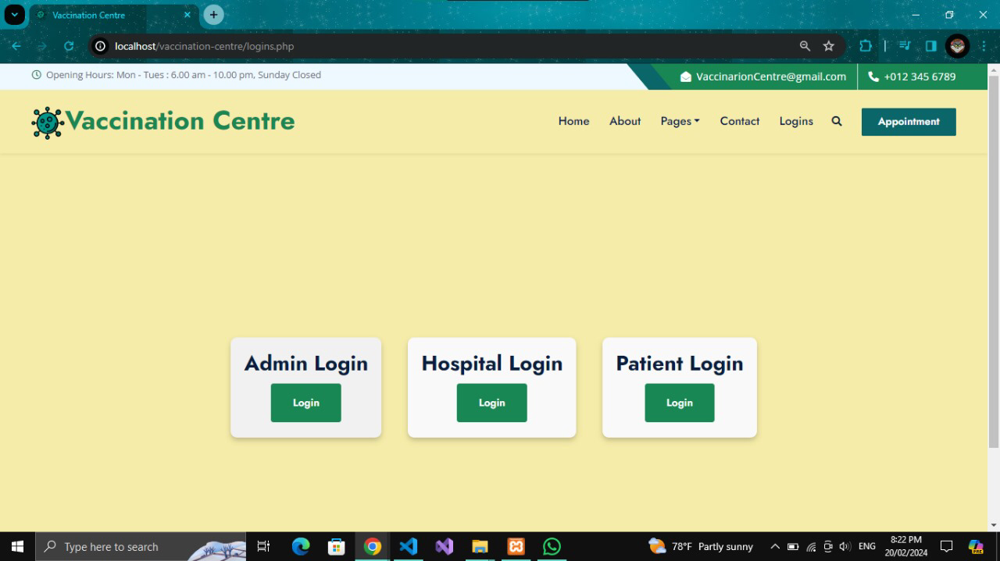 Vaccination Centre
localhost/vaccination-centre/logins.php
Opening Hours: Mon - Tues : 6.00 am - 10.00 pm, Sunday Closed
VaccinarionCentre@gmail.com
+012 345 6789
Vaccination Centre
Home About Pages Contact Logins Appointment
Admin Login Hospital Login Patient Login
Login Login Login
Type here to search
78°F Partly sunny
ENG
8:22 PM
20/02/2024
PRE